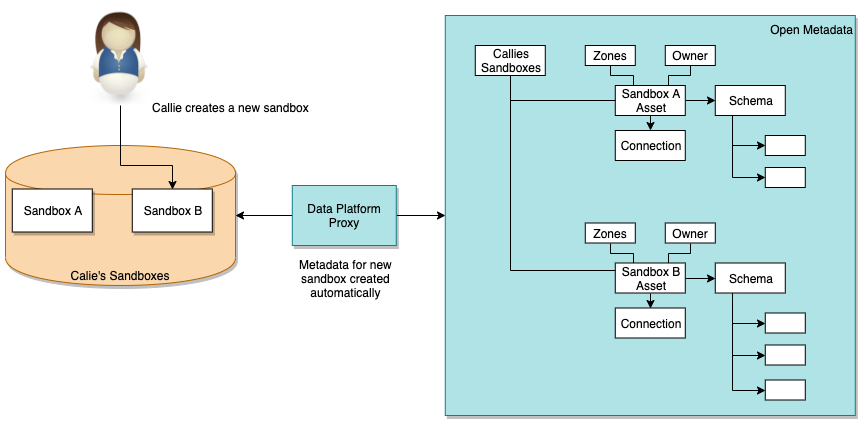 Callie creates a new sandbox
Sandbox A
Sandbox B
Calie's Sandboxes
Data Platform
Proxy
Metadata for new
sandbox created
automatically
Open Metadata
Callies
Sandboxes
Zones
Owner
Sandbox A
Asset
Schema
Connection
Zones
Owner
Sandbox B
Asset
Schema
Connection